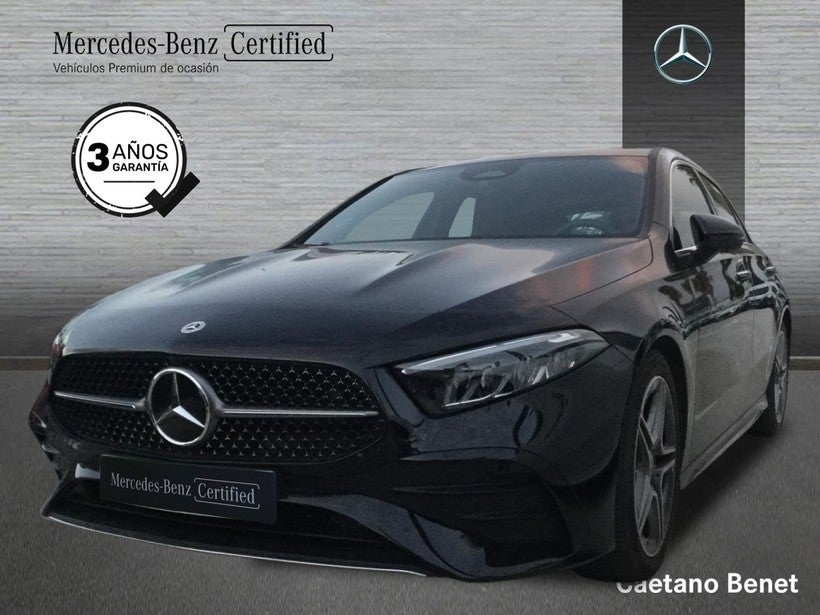 Mercedes-Benz Certified
Vehículos Premium de ocasión
3 AÑOS
GARANTÍA
Mercedes-Benz Certified
Caetano Benet